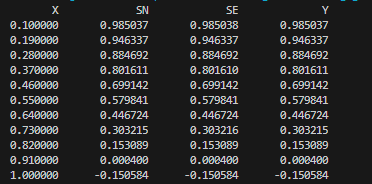 X SN SE Y
0.100000 0.985037 0.985038 0.985037
0.190000 0.946337 0.946337 0.946337
0.280000 0.884692 0.884692 0.884692
0.370000 0.801611 0.801610 0.801611
0.460000 0.699142 0.699142 0.699142
0.550000 0.579841 0.579841 0.579841
0.640000 0.446724 0.446724 0.446724
0.730000 0.303215 0.303216 0.303215
0.820000 0.153089 0.153089 0.153089
0.910000 0.000400 0.000400 0.000400
1.000000 -0.150584 -0.150584 -0.150584